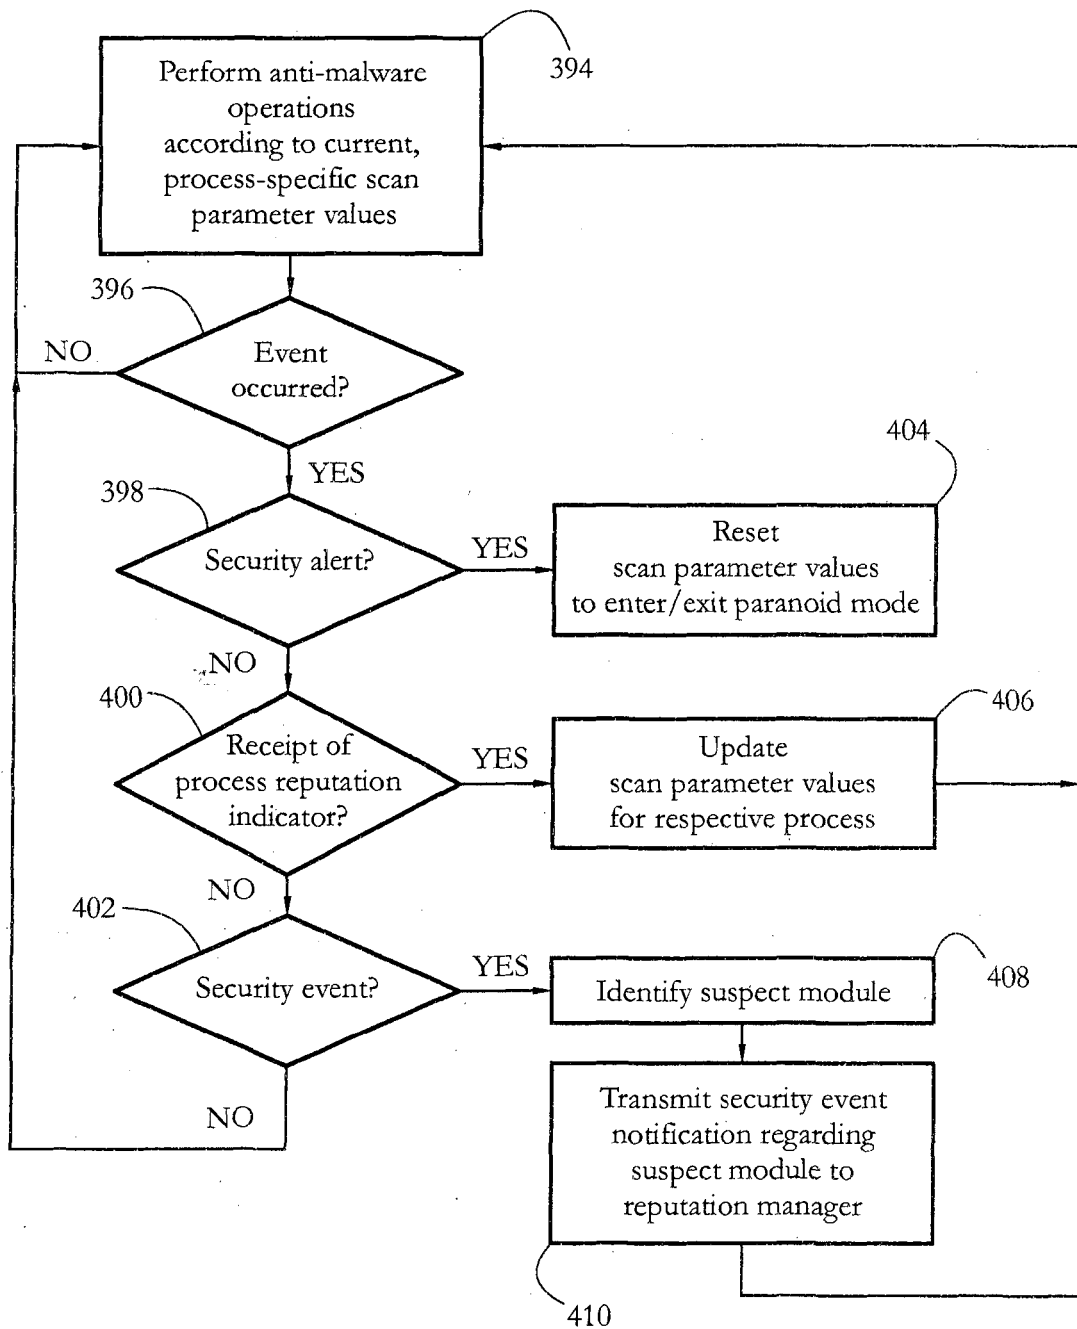 394
Perform anti-malware
operations
according to current,
process-specific scan
parameter values
396
NO
Event
occurred?
YES
404
398
Security alert?
YES
Reset
scan parameter values
to enter/exit paranoid mode
NO
400
406
Receipt of
process reputation
indicator?
YES
Update
scan parameter values
for respective process
NO
402
Security event?
YES
Identify suspect module
408
NO
Transmit security event
notification regarding
suspect module to
reputation manager
410